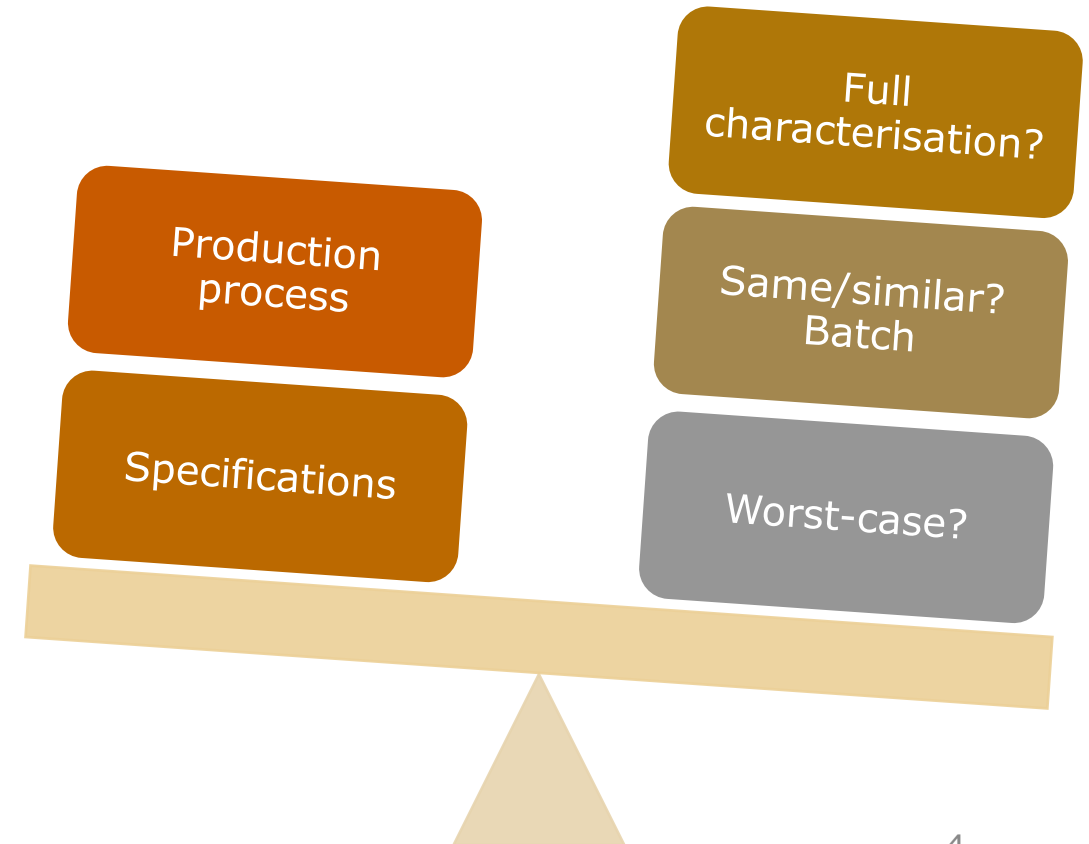 Production
process
Specifications
Full
characterisation?
Same/similar?
Batch
Worst-case?